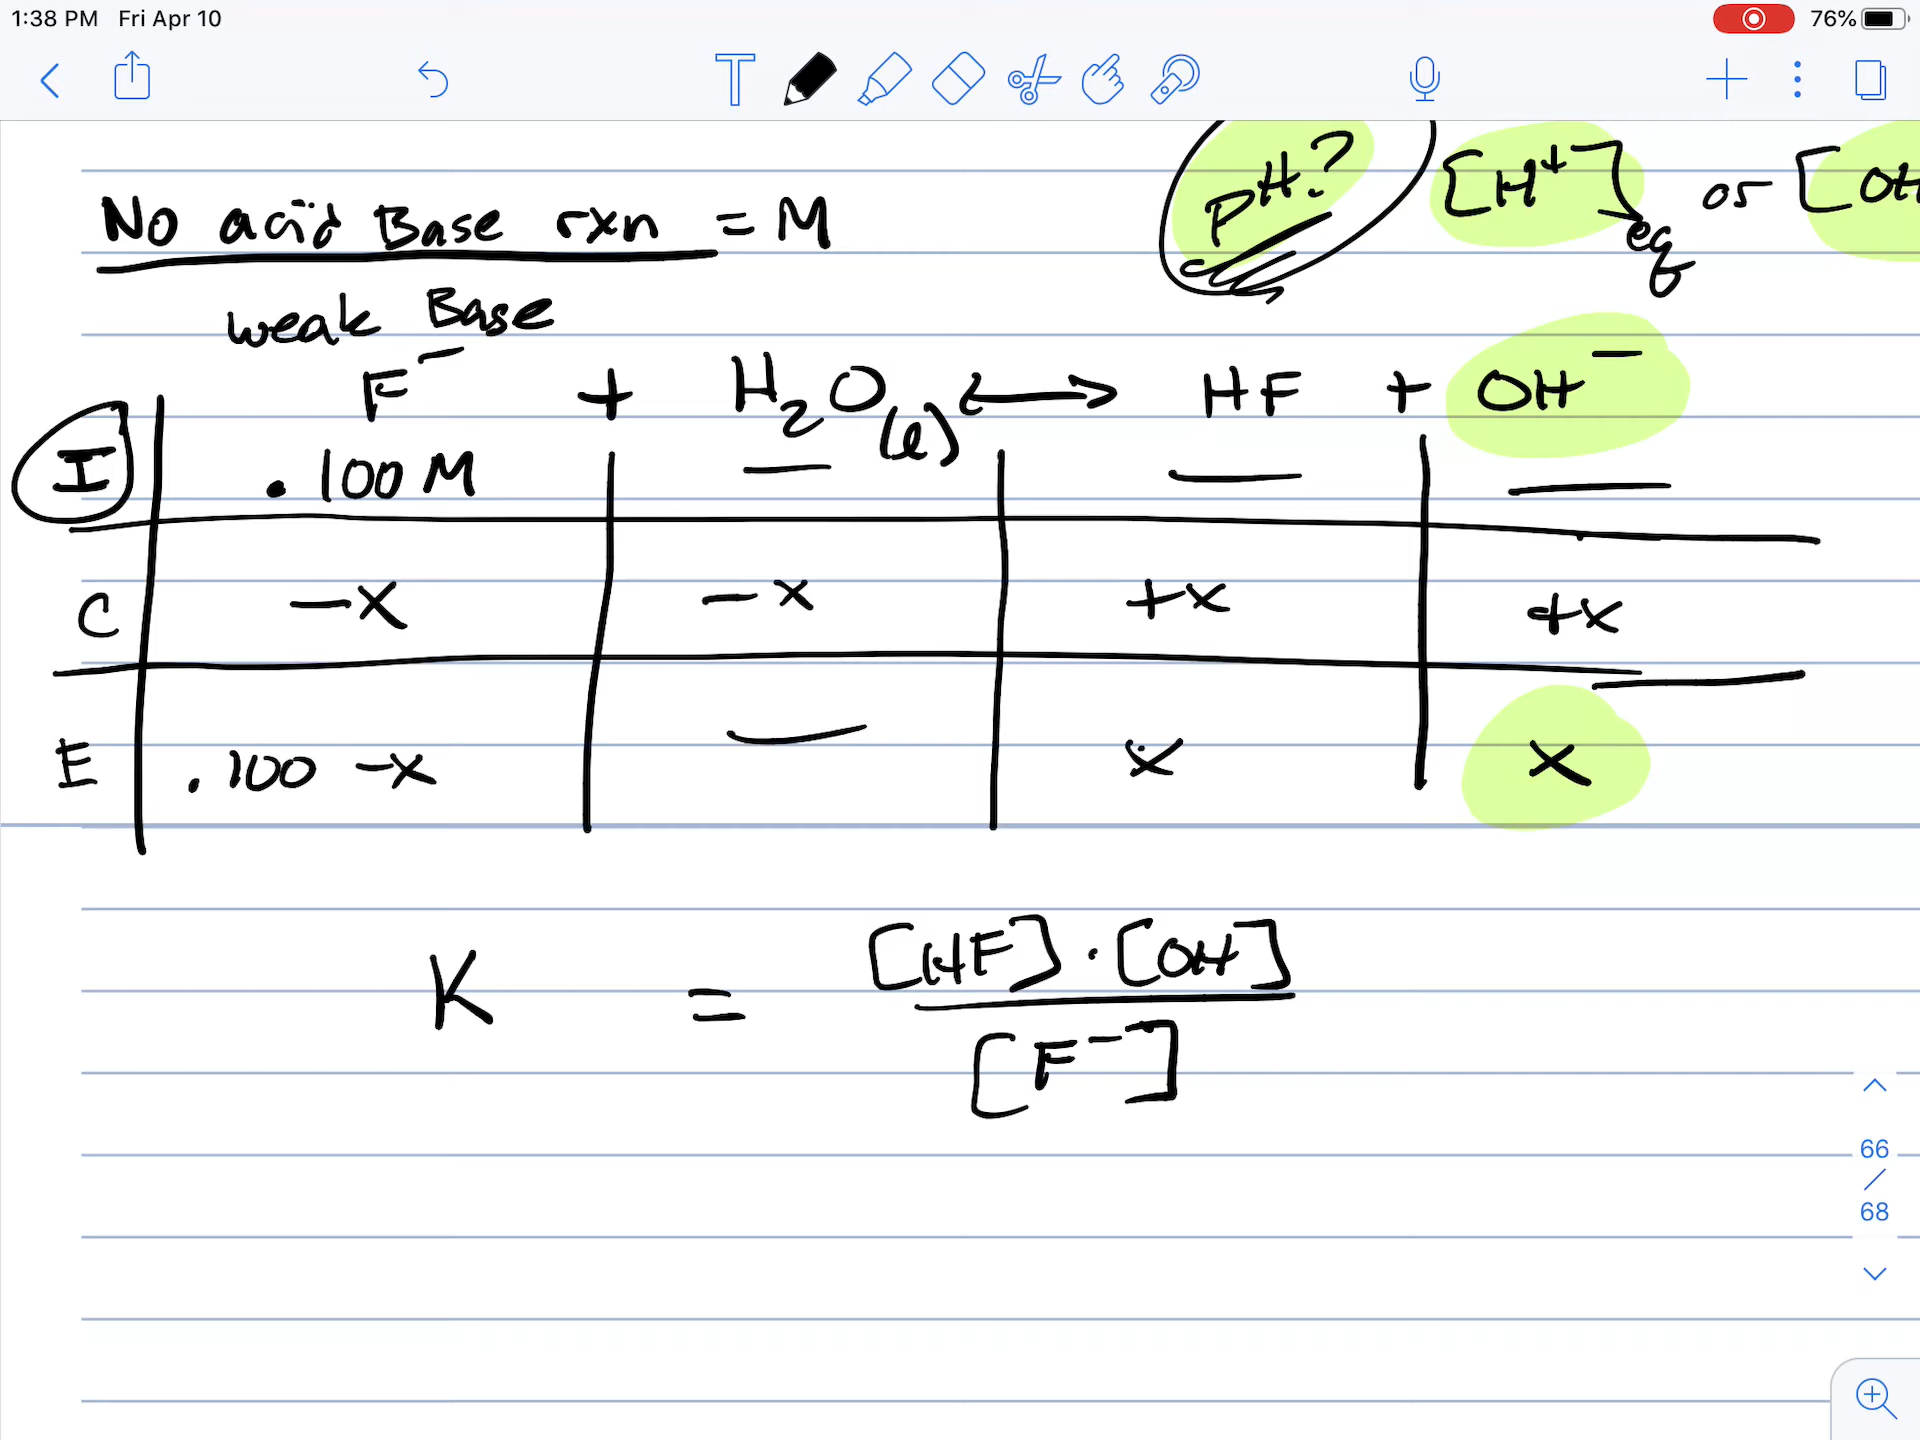 1:38 PM Fri Apr 10 76%
T
pH? [H+]eq or [OH
No acid Base rxn = M
weak Base
F⁻ + H₂O(l) ⟷ HF + OH⁻
I .100 M — — —
C -x -x +x +x
E .100 -x — x x
K = [HF]·[OH] / [F⁻]
66 / 68